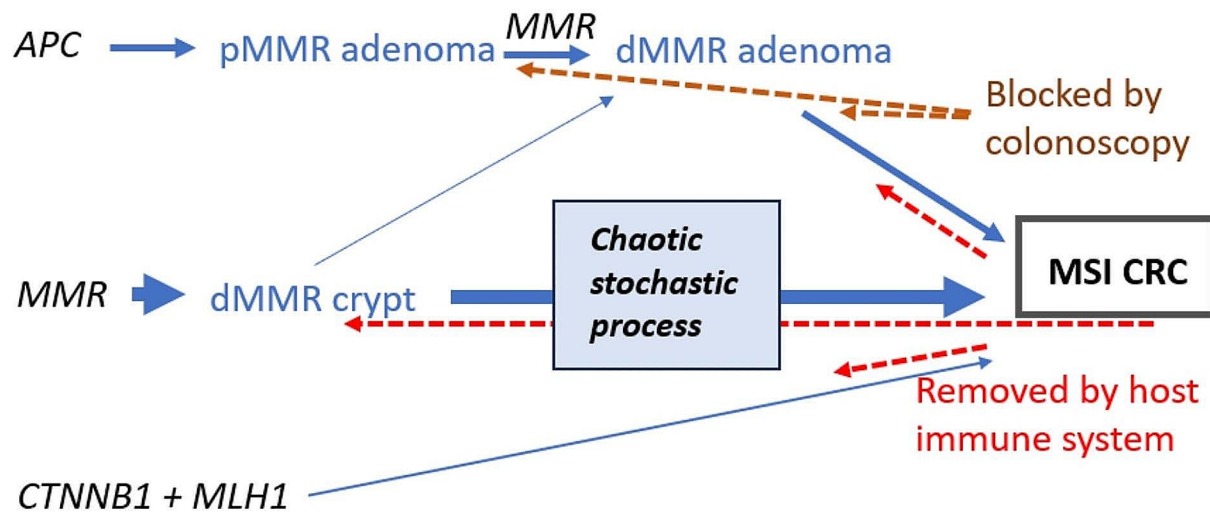 APC
pMMR adenoma
MMR
dMMR adenoma
Blocked by
colonoscopy
MMR
dMMR crypt
Chaotic
stochastic
process
MSI CRC
Removed by host
immune system
CTNNB1 + MLH1